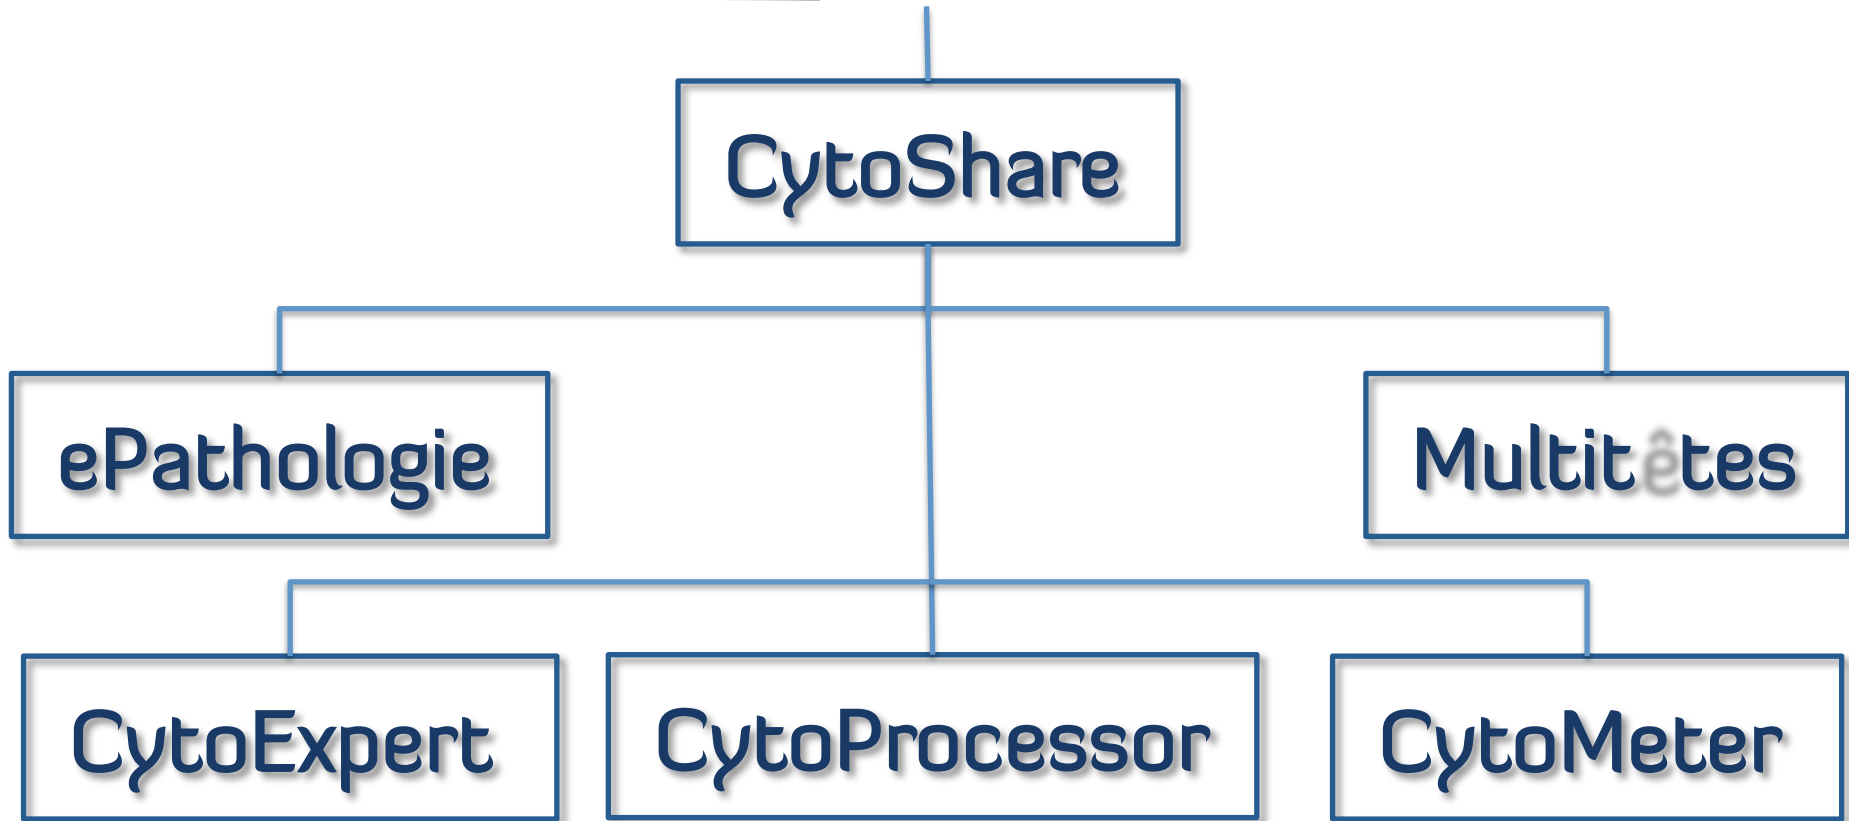 CytoShare
ePathologie
Multitêtes
CytoExpert
CytoProcessor
CytoMeter